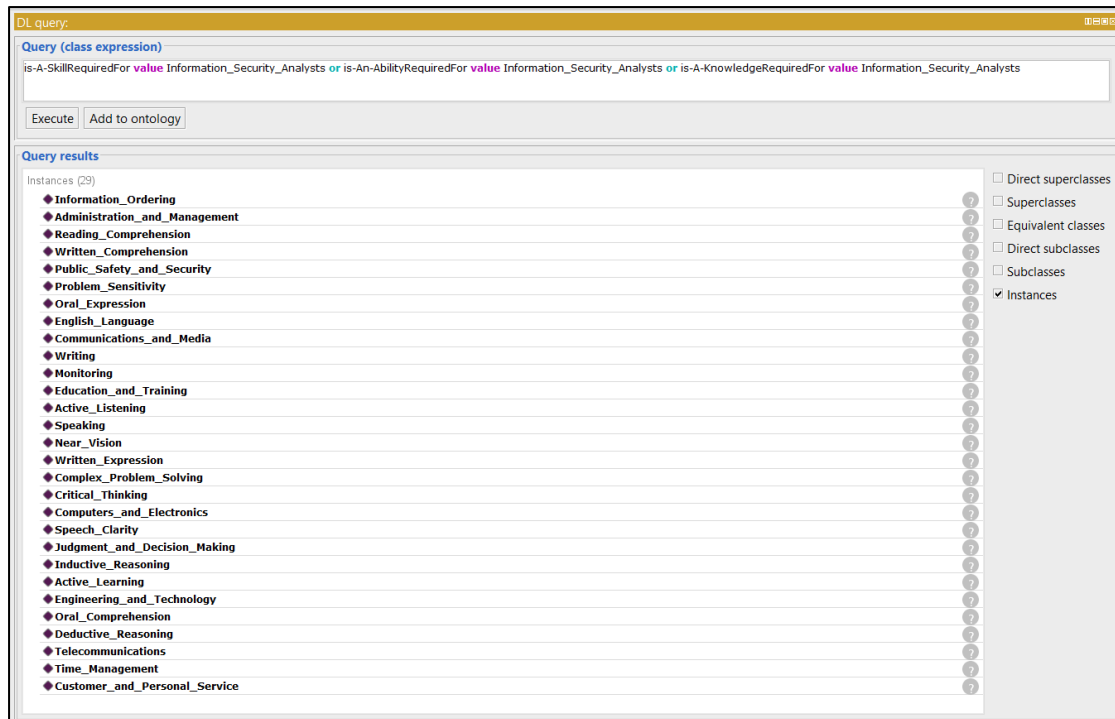 DL query:
Query (class expression)
is-A-SkillRequiredFor value Information_Security_Analysts or is-An-AbilityRequiredFor value Information_Security_Analysts or is-A-KnowledgeRequiredFor value Information_Security_Analysts
Execute Add to ontology
Query results
Instances (29)
Information_Ordering ?
Administration_and_Management ?
Reading_Comprehension ?
Written_Comprehension ?
Public_Safety_and_Security ?
Problem_Sensitivity ?
Oral_Expression ?
English_Language ?
Communications_and_Media ?
Writing ?
Monitoring ?
Education_and_Training ?
Active_Listening ?
Speaking ?
Near_Vision ?
Written_Expression ?
Complex_Problem_Solving ?
Critical_Thinking ?
Computers_and_Electronics ?
Speech_Clarity ?
Judgment_and_Decision_Making ?
Inductive_Reasoning ?
Active_Learning ?
Engineering_and_Technology ?
Oral_Comprehension ?
Deductive_Reasoning ?
Telecommunications ?
Time_Management ?
Customer_and_Personal_Service ?
Direct superclasses
Superclasses
Equivalent classes
Direct subclasses
Subclasses
Instances